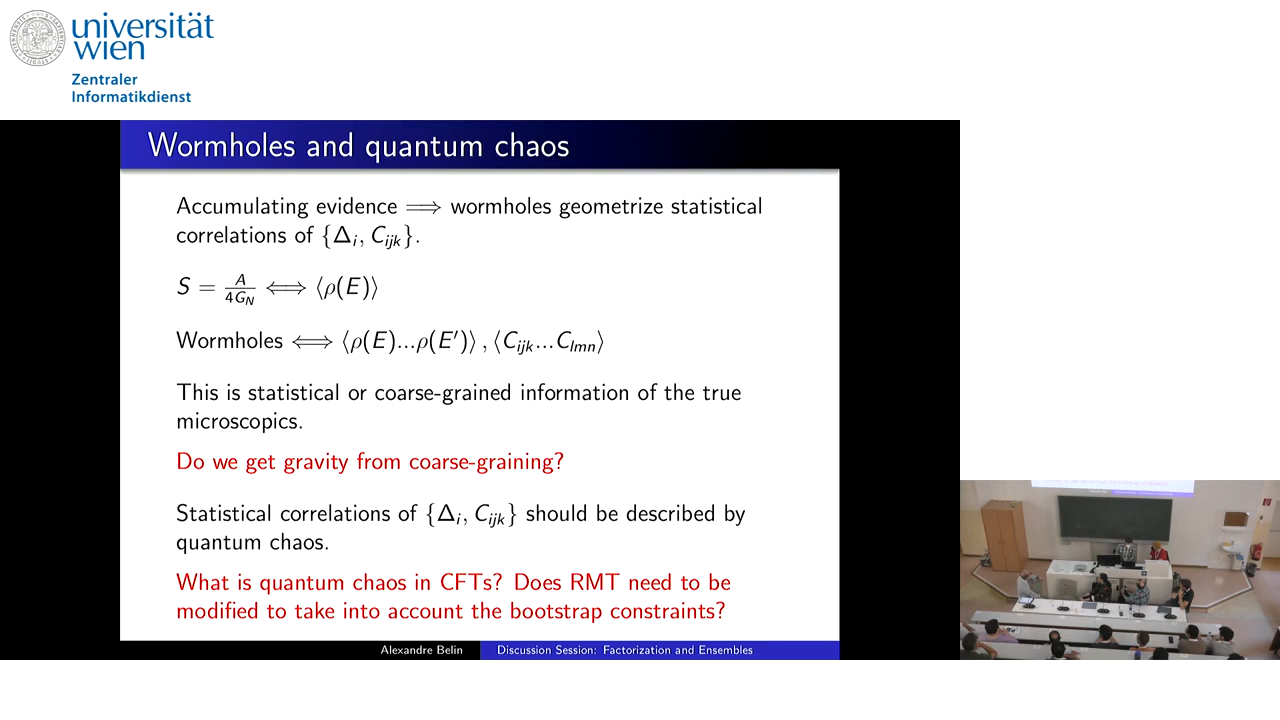 universität
wien
Zentraler
Informatikdienst
Wormholes and quantum chaos
Accumulating evidence ⟹ wormholes geometrize statistical
correlations of {Δ_i, C_ijk}.
S = A/4G_N ⟺ ⟨ρ(E)⟩
Wormholes ⟺ ⟨ρ(E)...ρ(E′)⟩ , ⟨C_ijk...C_lmn⟩
This is statistical or coarse-grained information of the true
microscopics.
Do we get gravity from coarse-graining?
Statistical correlations of {Δ_i, C_ijk} should be described by
quantum chaos.
What is quantum chaos in CFTs? Does RMT need to be
modified to take into account the bootstrap constraints?
Alexandre Belin
Discussion Session: Factorization and Ensembles